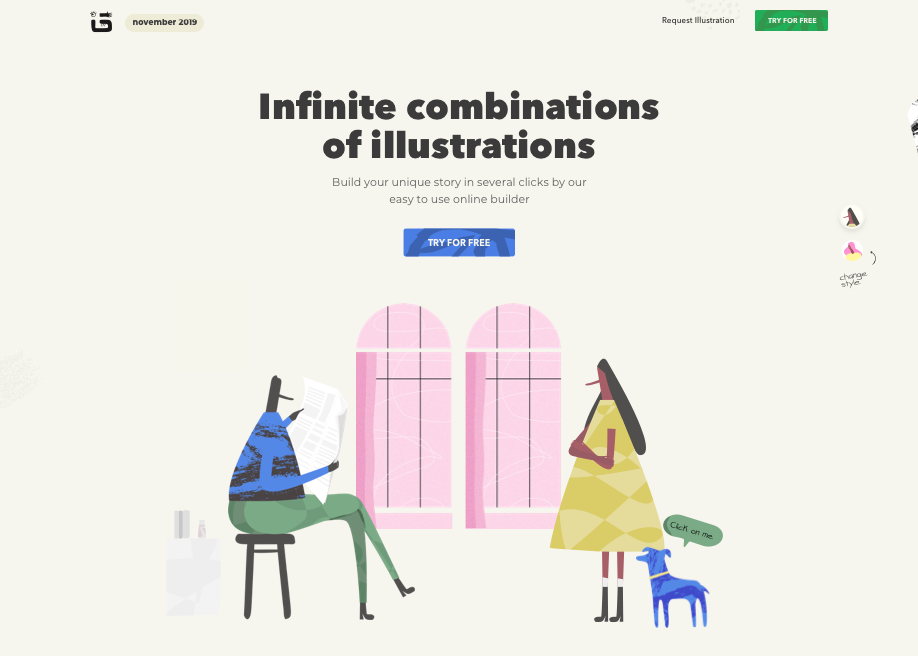 november 2019
Request Illustration
TRY FOR FREE
Infinite combinations
of illustrations
Build your unique story in several clicks by our
easy to use online builder
TRY FOR FREE
change
style
Click on me